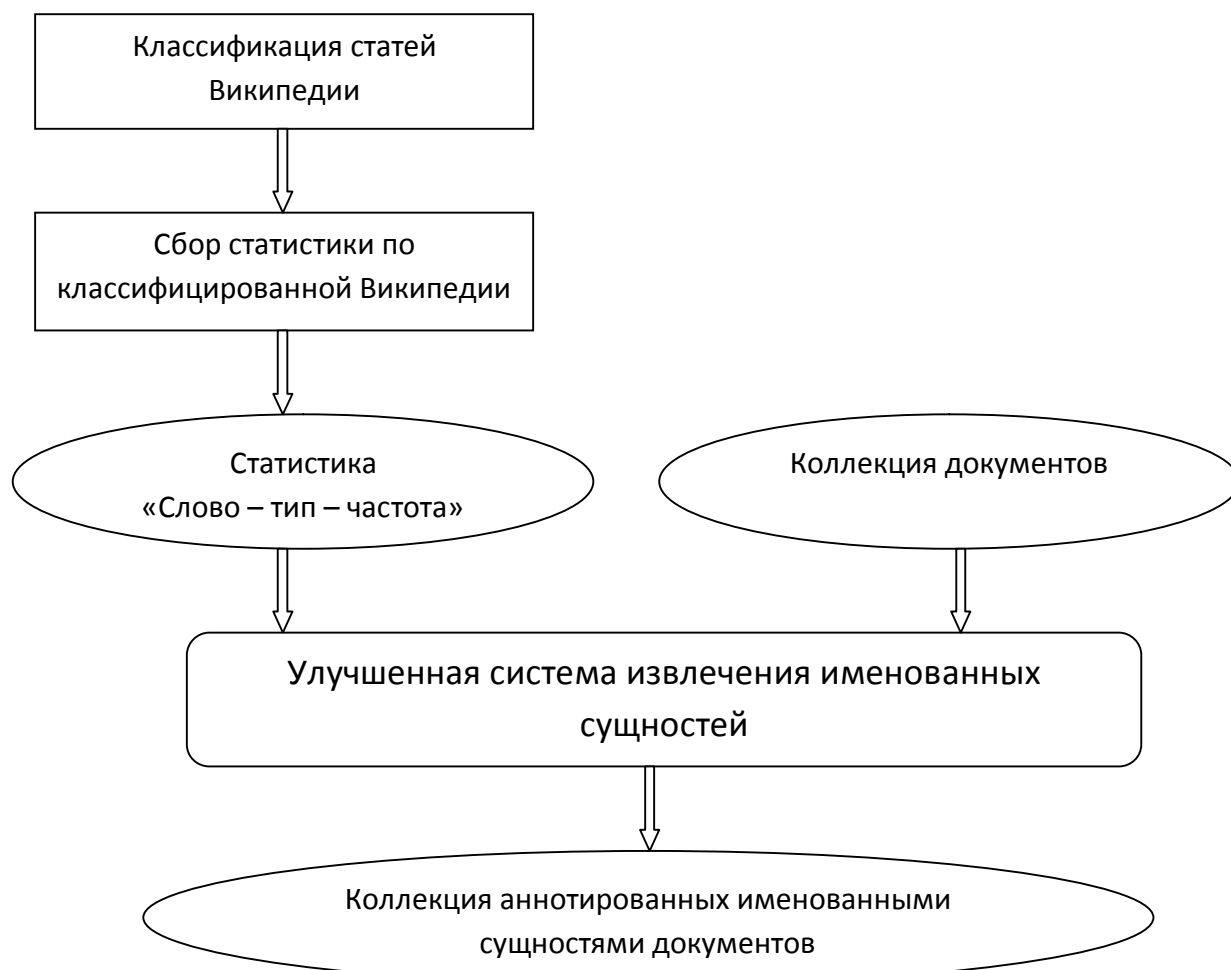 Классификация статей
Википедии
Сбор статистики по
классифицированной Википедии
Статистика
«Слово – тип – частота»
Коллекция документов
Улучшенная система извлечения именованных
сущностей
Коллекция аннотированных именованными
сущностями документов